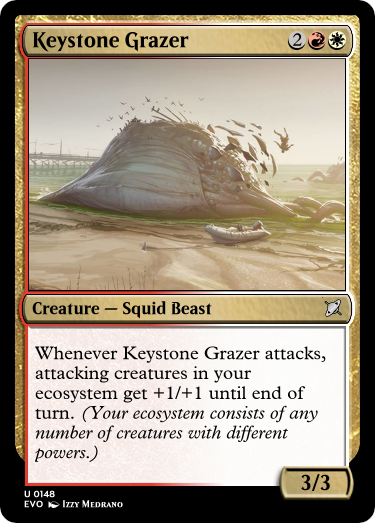 Keystone Grazer 2
Creature — Squid Beast
Whenever Keystone Grazer attacks,
attacking creatures in your
ecosystem get +1/+1 until end of
turn. (Your ecosystem consists of any
number of creatures with different
powers.)
3/3
U 0148
EVO Izzy Medrano